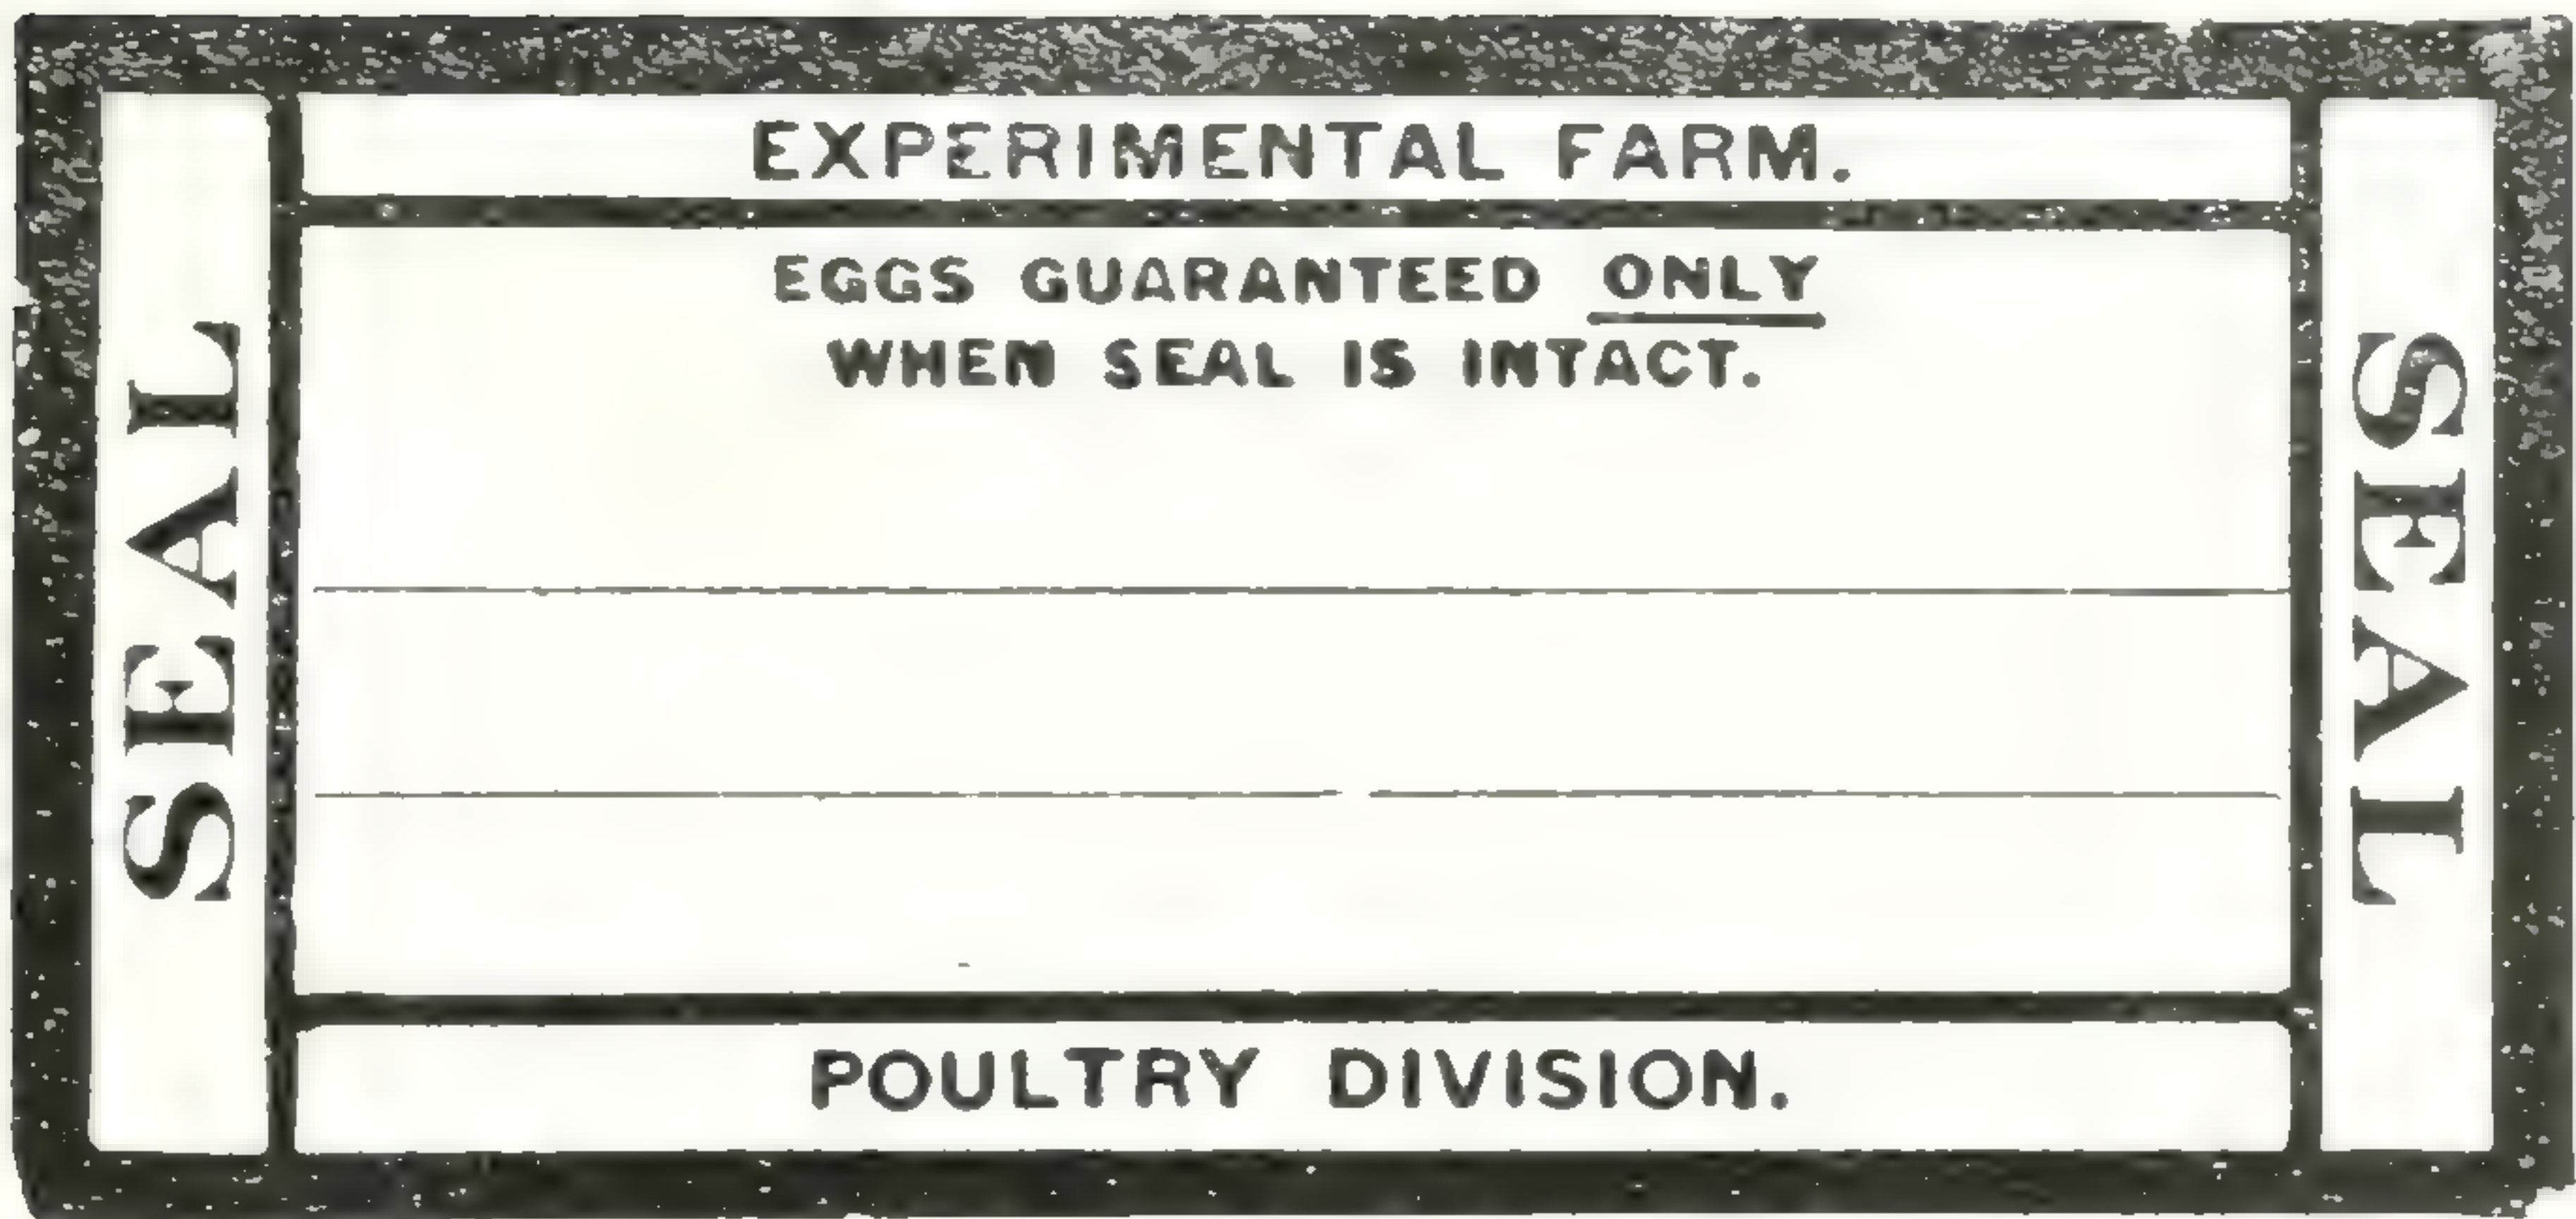 EXPERIMENTAL FARM.
EGGS GUARANTEED ONLY
WHEN SEAL IS INTACT.
SEAL
SEAL
POULTRY DIVISION.